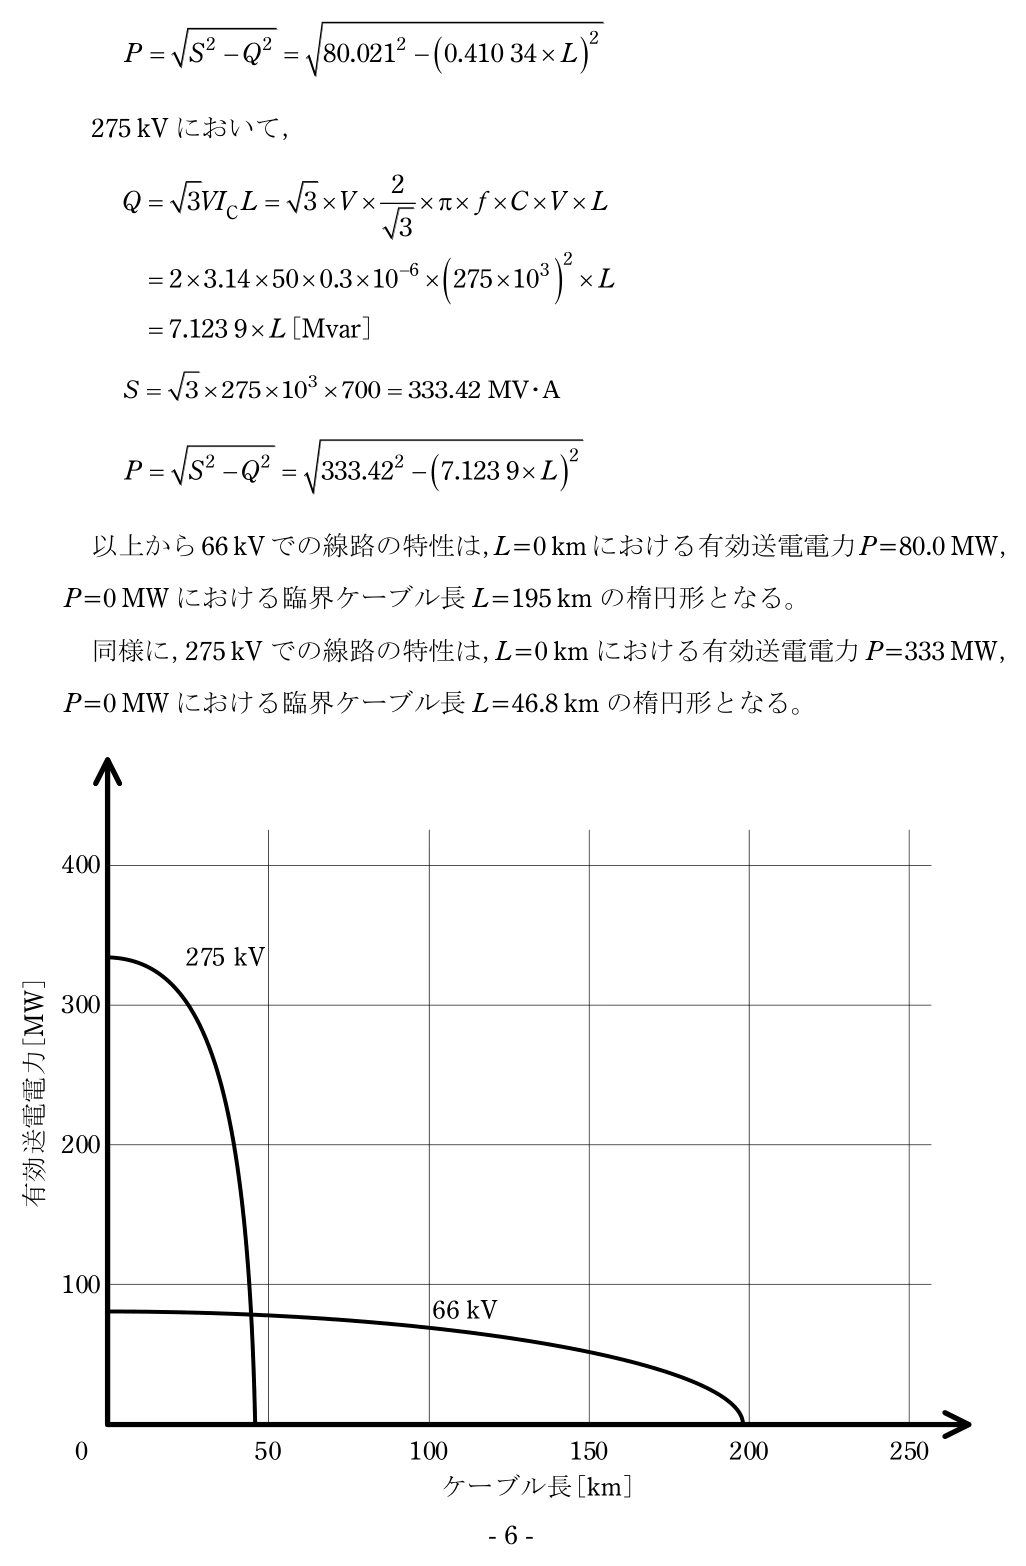 P = √(S² − Q²) = √(80.021² − (0.410 34 × L)²)
275 kV において,
Q = √3VI_C L = √3 × V × 2/√3 × π × f × C × V × L
= 2 × 3.14 × 50 × 0.3 × 10⁻⁶ × (275 × 10³)² × L
= 7.123 9 × L [Mvar]
S = √3 × 275 × 10³ × 700 = 333.42 MV・A
P = √(S² − Q²) = √(333.42² − (7.123 9 × L)²)
以上から 66 kV での線路の特性は, L=0 km における有効送電電力 P=80.0 MW,
P=0 MW における臨界ケーブル長 L=195 km の楕円形となる。
同様に, 275 kV での線路の特性は, L=0 km における有効送電電力 P=333 MW,
P=0 MW における臨界ケーブル長 L=46.8 km の楕円形となる。
有効送電電力[MW]
400
275 kV
300
200
100
66 kV
0 50 100 150 200 250
ケーブル長[km]
- 6 -